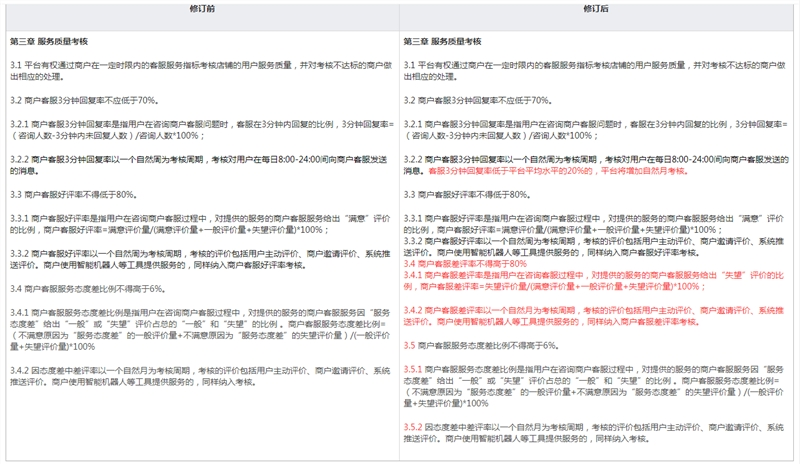 修订前
第三章 服务质量考核
3.1 平台有权通过商户在一定时限内的客服服务指标考核店铺的用户服务质量，并对考核不达标的商户做
出相应的处理。
3.2 商户客服3分钟回复率不应低于70%。
3.2.1 商户客服3分钟回复率是指用户在咨询商户客服问题时，客服在3分钟内回复的比例，3分钟回复率=
（咨询人数-3分钟内未回复人数）/咨询人数*100%；
3.2.2 商户客服3分钟回复率以一个自然周为考核周期，考核对用户在每日8:00-24:00间向商户客服发送
的消息。
3.3 商户客服好评率不得低于80%。
3.3.1 商户客服好评率是指用户在咨询商户客服过程中，对提供的服务的商户客服服务给出“满意”评价
的比例，商户客服好评率=满意评价量/(满意评价量+一般评价量+失望评价量)*100%；
3.3.2 商户客服好评率以一个自然周为考核周期，考核的评价包括用户主动评价、商户邀请评价、系统
推送评价。商户使用智能机器人等工具提供服务的，同样纳入商户客服好评率考核。
3.4 商户客服服务态度差比例不得高于6%。
3.4.1 商户客服服务态度差比例是指用户在咨询商户客服过程中，对提供的服务的商户客服服务因“服务
态度差”给出“一般”或“失望”评价占总的“一般”和“失望”的比例 。商户客服服务态度差比例=
（不满意原因为“服务态度差”的一般评价量+不满意原因为“服务态度差”的失望评价量）/(一般评价
量+失望评价量)*100%
3.4.2 因态度差中差评率以一个自然月为考核周期，考核的评价包括用户主动评价、商户邀请评价、系统
推送评价。商户使用智能机器人等工具提供服务的，同样纳入考核。
修订后
第三章 服务质量考核
3.1 平台有权通过商户在一定时限内的客服服务指标考核店铺的用户服务质量，并对考核不达标的商户做
出相应的处理。
3.2 商户客服3分钟回复率不应低于70%。
3.2.1 商户客服3分钟回复率是指用户在咨询商户客服问题时，客服在3分钟内回复的比例，3分钟回复率=
（咨询人数-3分钟内未回复人数）/咨询人数*100%；
3.2.2 商户客服3分钟回复率以一个自然周为考核周期，考核对用户在每日8:00-24:00间向商户客服发送的
消息。客服3分钟回复率低于平台平均水平的20%的，平台将增加自然月考核。
3.3 商户客服好评率不得低于80%。
3.3.1 商户客服好评率是指用户在咨询商户客服过程中，对提供的服务的商户客服服务给出“满意”评价
的比例，商户客服好评率=满意评价量/(满意评价量+一般评价量+失望评价量)*100%；
3.3.2 商户客服好评率以一个自然周为考核周期，考核的评价包括用户主动评价、商户邀请评价、系统推
送评价。商户使用智能机器人等工具提供服务的，同样纳入商户客服好评率考核。
3.4 商户客服差评率不得高于80%
3.4.1 商户客服差评率是指用户在咨询客服过程中，对提供的服务的商户客服服务给出“失望”评价的比
例，商户客服差评率=失望评价量/(满意评价量+一般评价量+失望评价量)*100%；
3.4.2 商户客服差评率以一个自然月为考核周期，考核的评价包括用户主动评价、商户邀请评价、系统推
送评价。商户使用智能机器人等工具提供服务的，同样纳入商户客服差评率考核。
3.5 商户客服服务态度差比例不得高于6%。
3.5.1 商户客服服务态度差比例是指用户在咨询商户客服过程中，对提供的服务的商户客服服务因“服务
态度差”给出“一般”或“失望”评价占总的“一般”和“失望”的比例 。商户客服服务态度差比例=
（不满意原因为“服务态度差”的一般评价量+不满意原因为“服务态度差”的失望评价量）/(一般评价
量+失望评价量)*100%
3.5.2 因态度差中差评率以一个自然月为考核周期，考核的评价包括用户主动评价、商户邀请评价、系统
推送评价。商户使用智能机器人等工具提供服务的，同样纳入考核。